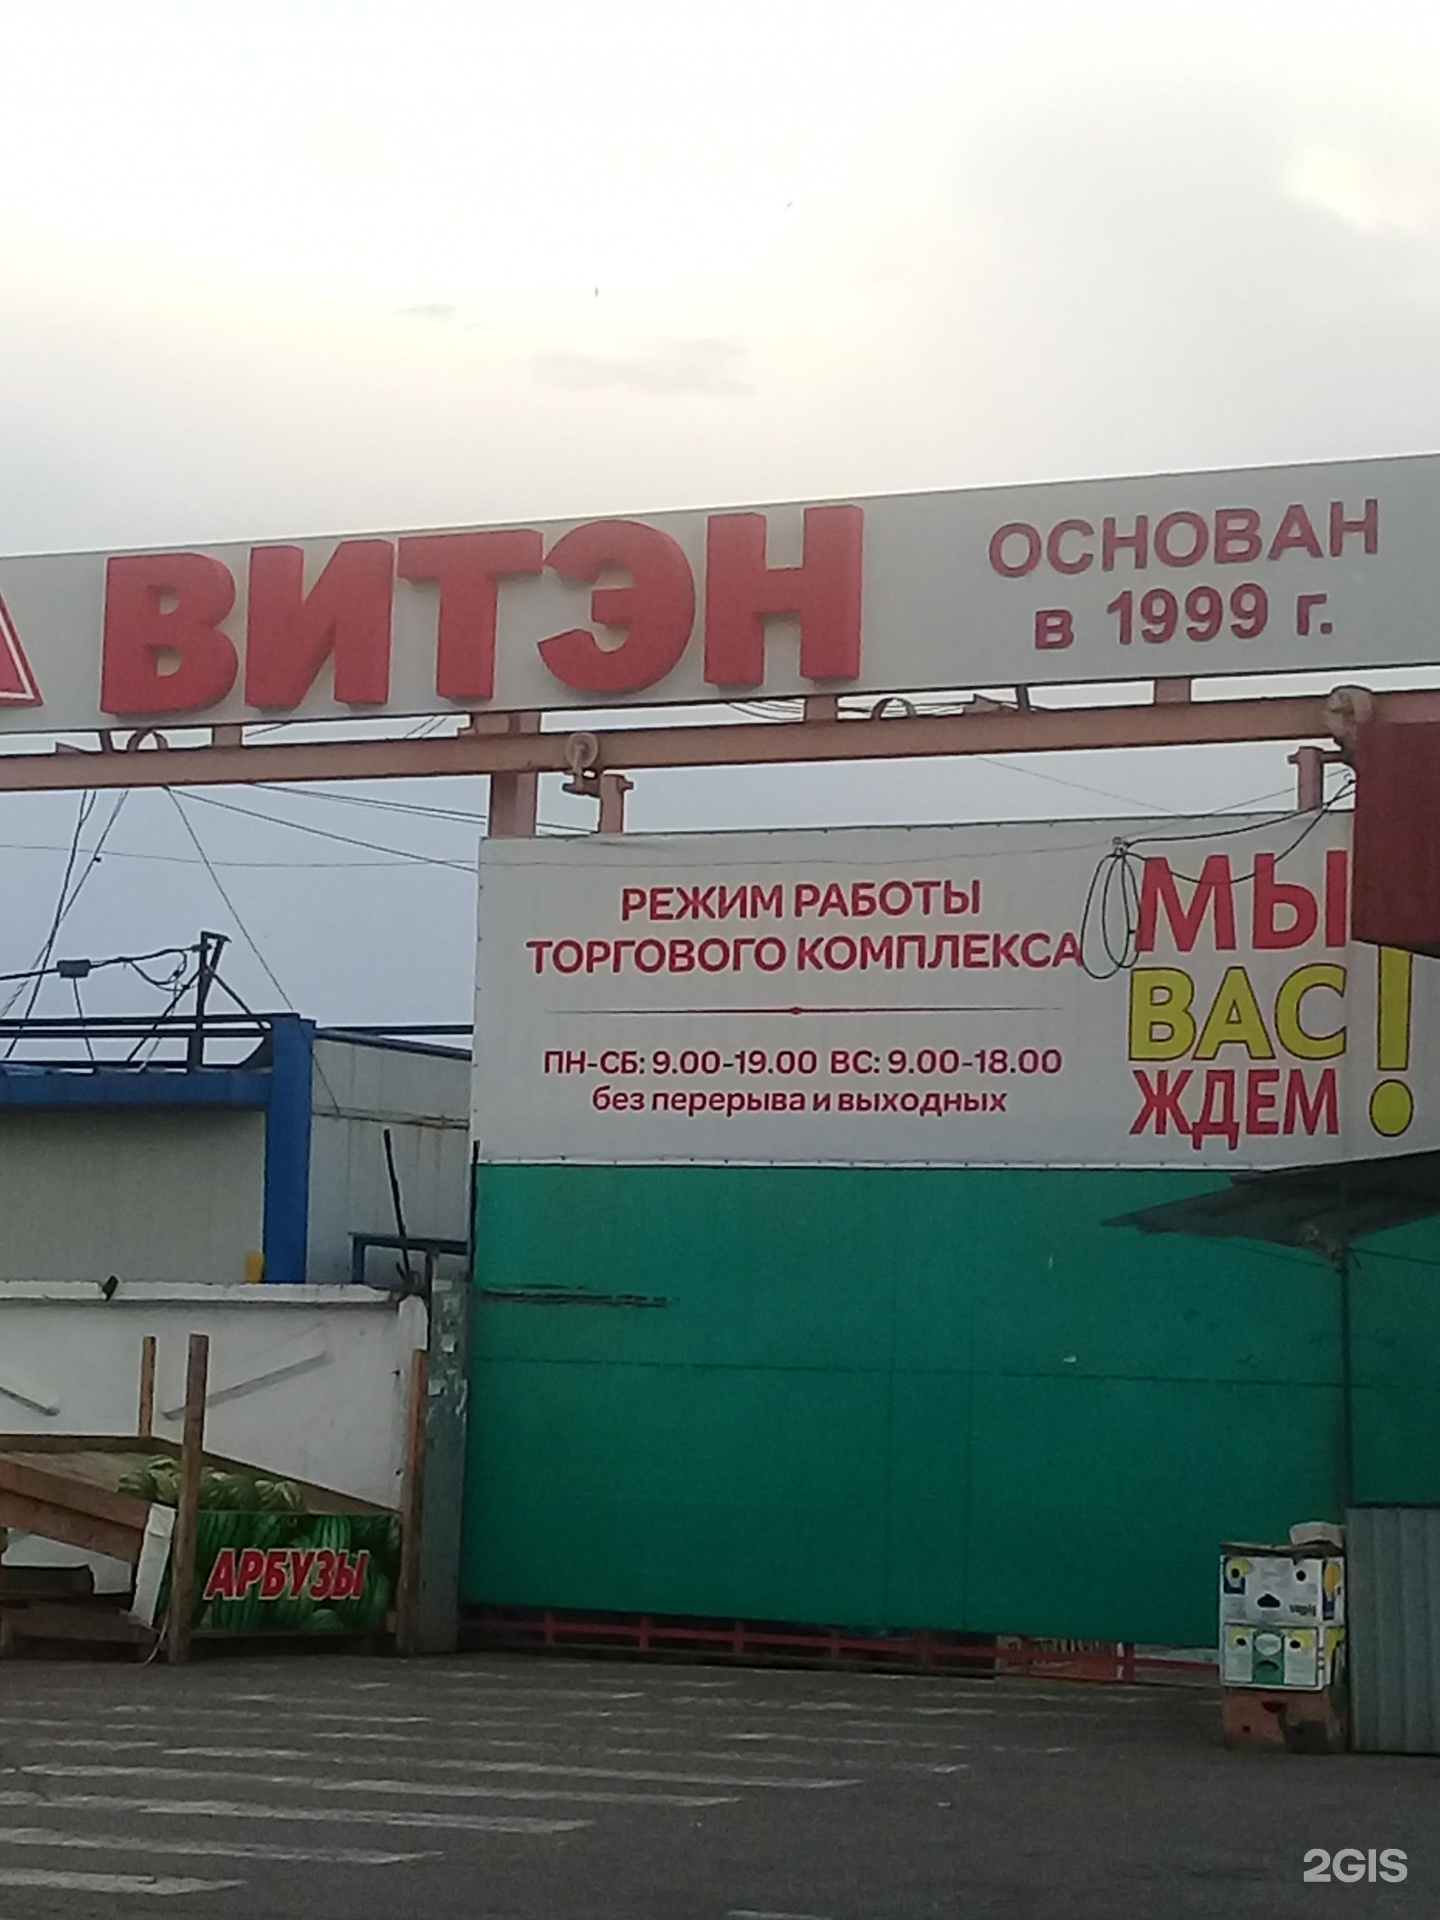 ВИТЭН
ОСНОВАН
в 1999 г.
РЕЖИМ РАБОТЫ
ТОРГОВОГО КОМПЛЕКСА
ПН-СБ: 9.00-19.00 ВС: 9.00-18.00
без перерыва и выходных
МЫ
ВАС
ЖДЕМ!
АРБУЗЫ
2GIS